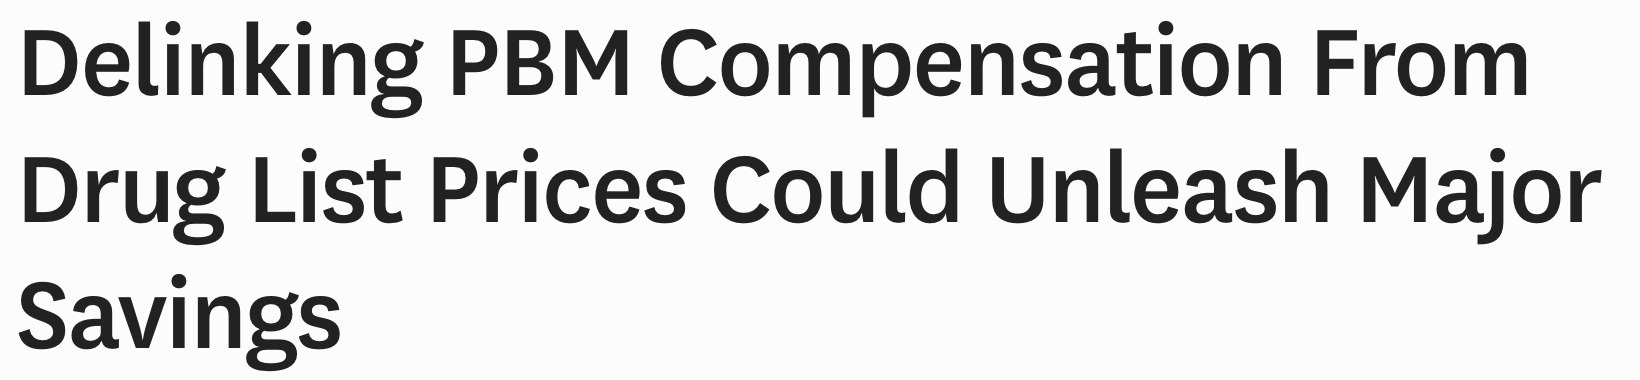 Delinking PBM Compensation From
Drug List Prices Could Unleash Major
Savings